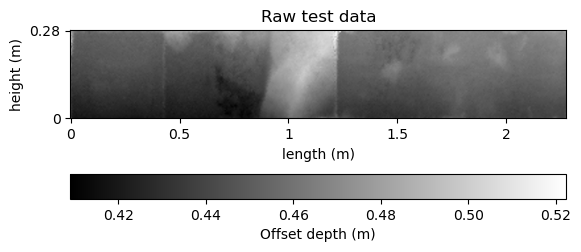 Raw test data
0.28
height (m)
0
0 0.5 1 1.5 2
length (m)
0.42 0.44 0.46 0.48 0.50 0.52
Offset depth (m)